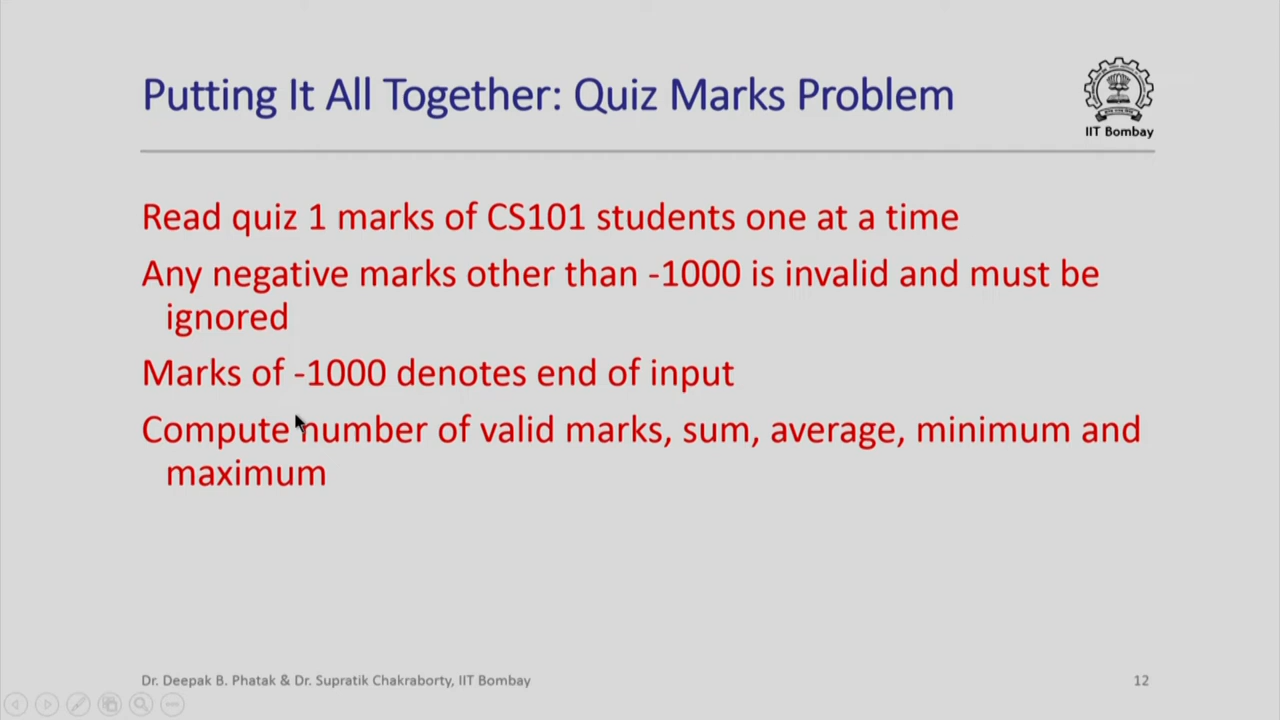 Putting It All Together: Quiz Marks Problem
IIT Bombay
Read quiz 1 marks of CS101 students one at a time
Any negative marks other than -1000 is invalid and must be
ignored
Marks of -1000 denotes end of input
Compute number of valid marks, sum, average, minimum and
maximum
Dr. Deepak B. Phatak & Dr. Supratik Chakraborty, IIT Bombay
12